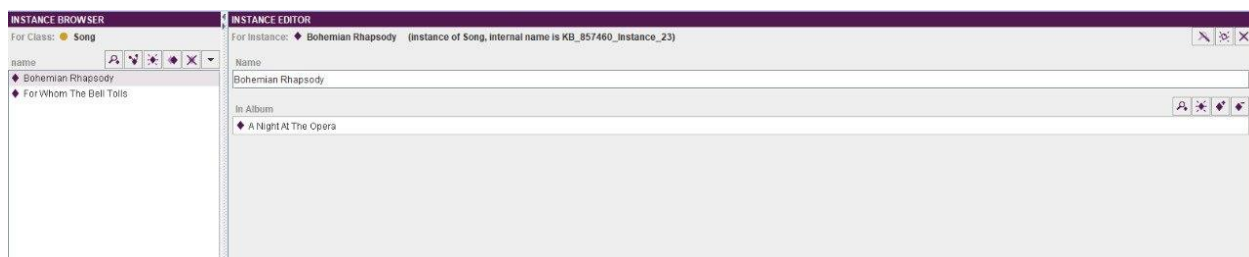 INSTANCE BROWSER
For Class: Song
name
Bohemian Rhapsody
For Whom The Bell Tolls
INSTANCE EDITOR
For Instance: Bohemian Rhapsody (instance of Song, internal name is KB_857460_Instance_23)
Name
Bohemian Rhapsody
In Album
A Night At The Opera